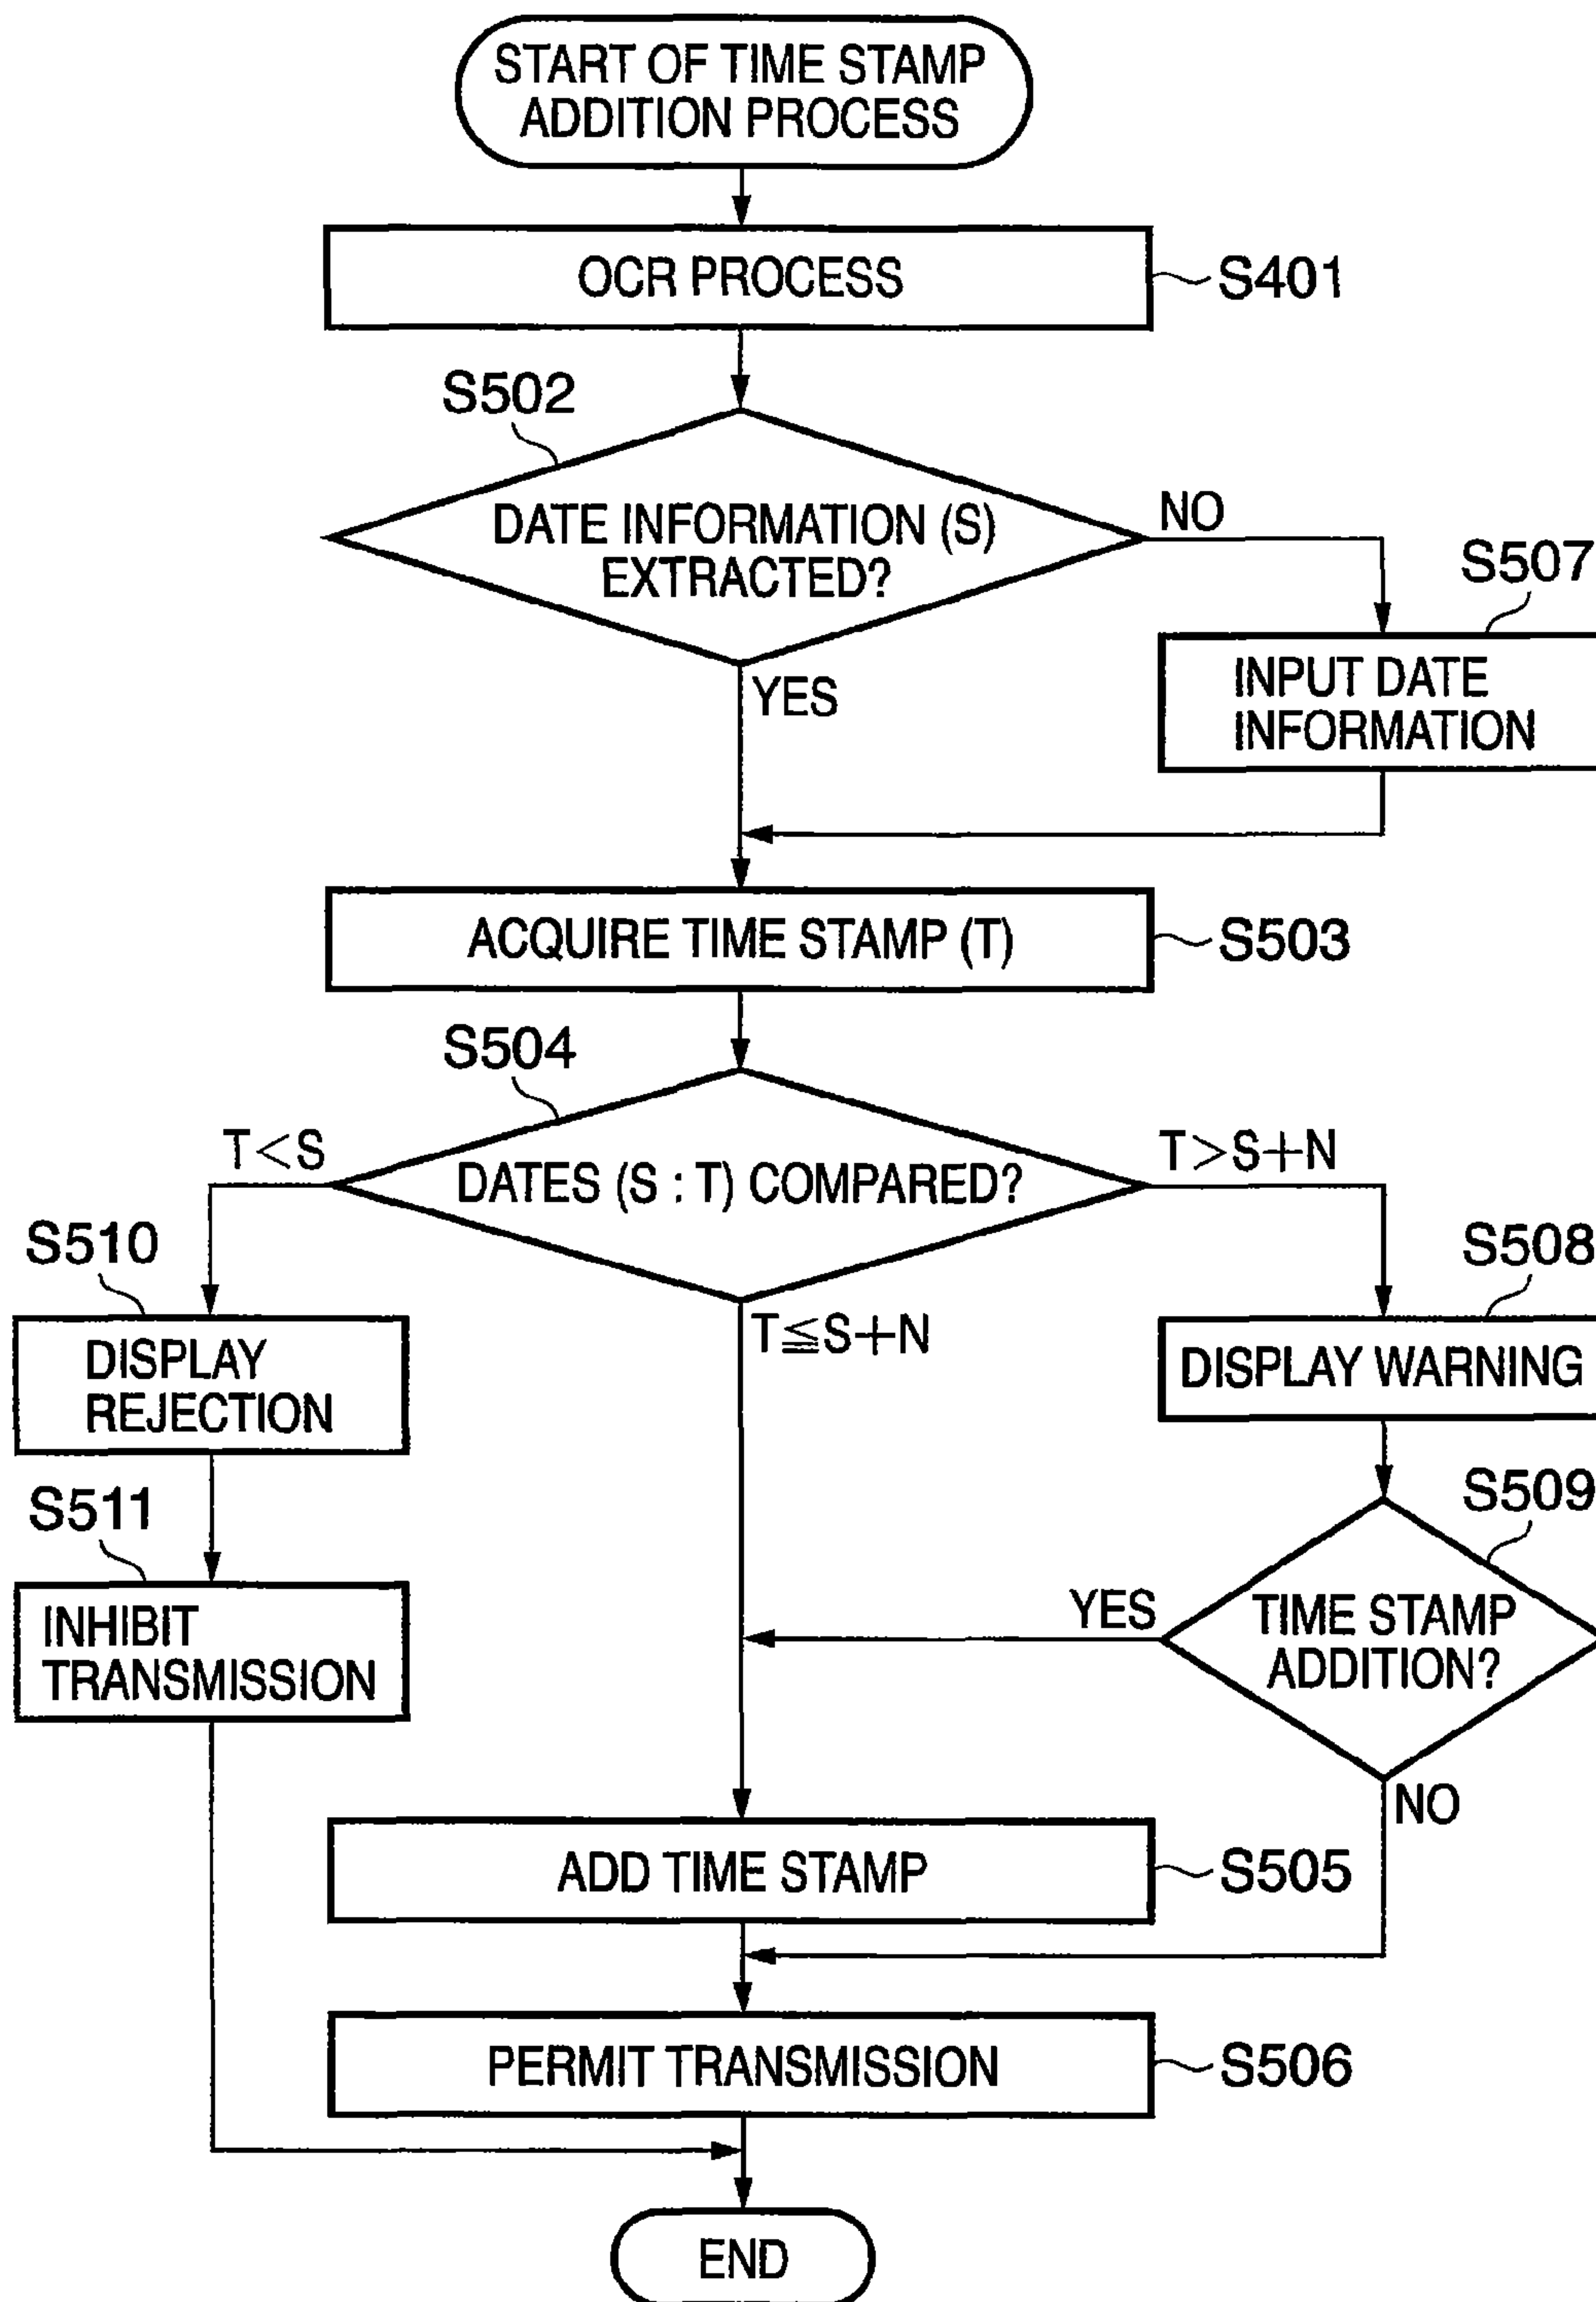 START OF TIME STAMP
ADDITION PROCESS
OCR PROCESS
S401
S502
DATE INFORMATION (S)
EXTRACTED?
NO
S507
INPUT DATE
INFORMATION
YES
ACQUIRE TIME STAMP (T)
S503
S504
T<S
DATES (S : T) COMPARED?
T>S+N
S510
S508
DISPLAY
REJECTION
T≦S+N
DISPLAY WARNING
S511
S509
INHIBIT
TRANSMISSION
YES
TIME STAMP
ADDITION?
NO
ADD TIME STAMP
S505
PERMIT TRANSMISSION
S506
END